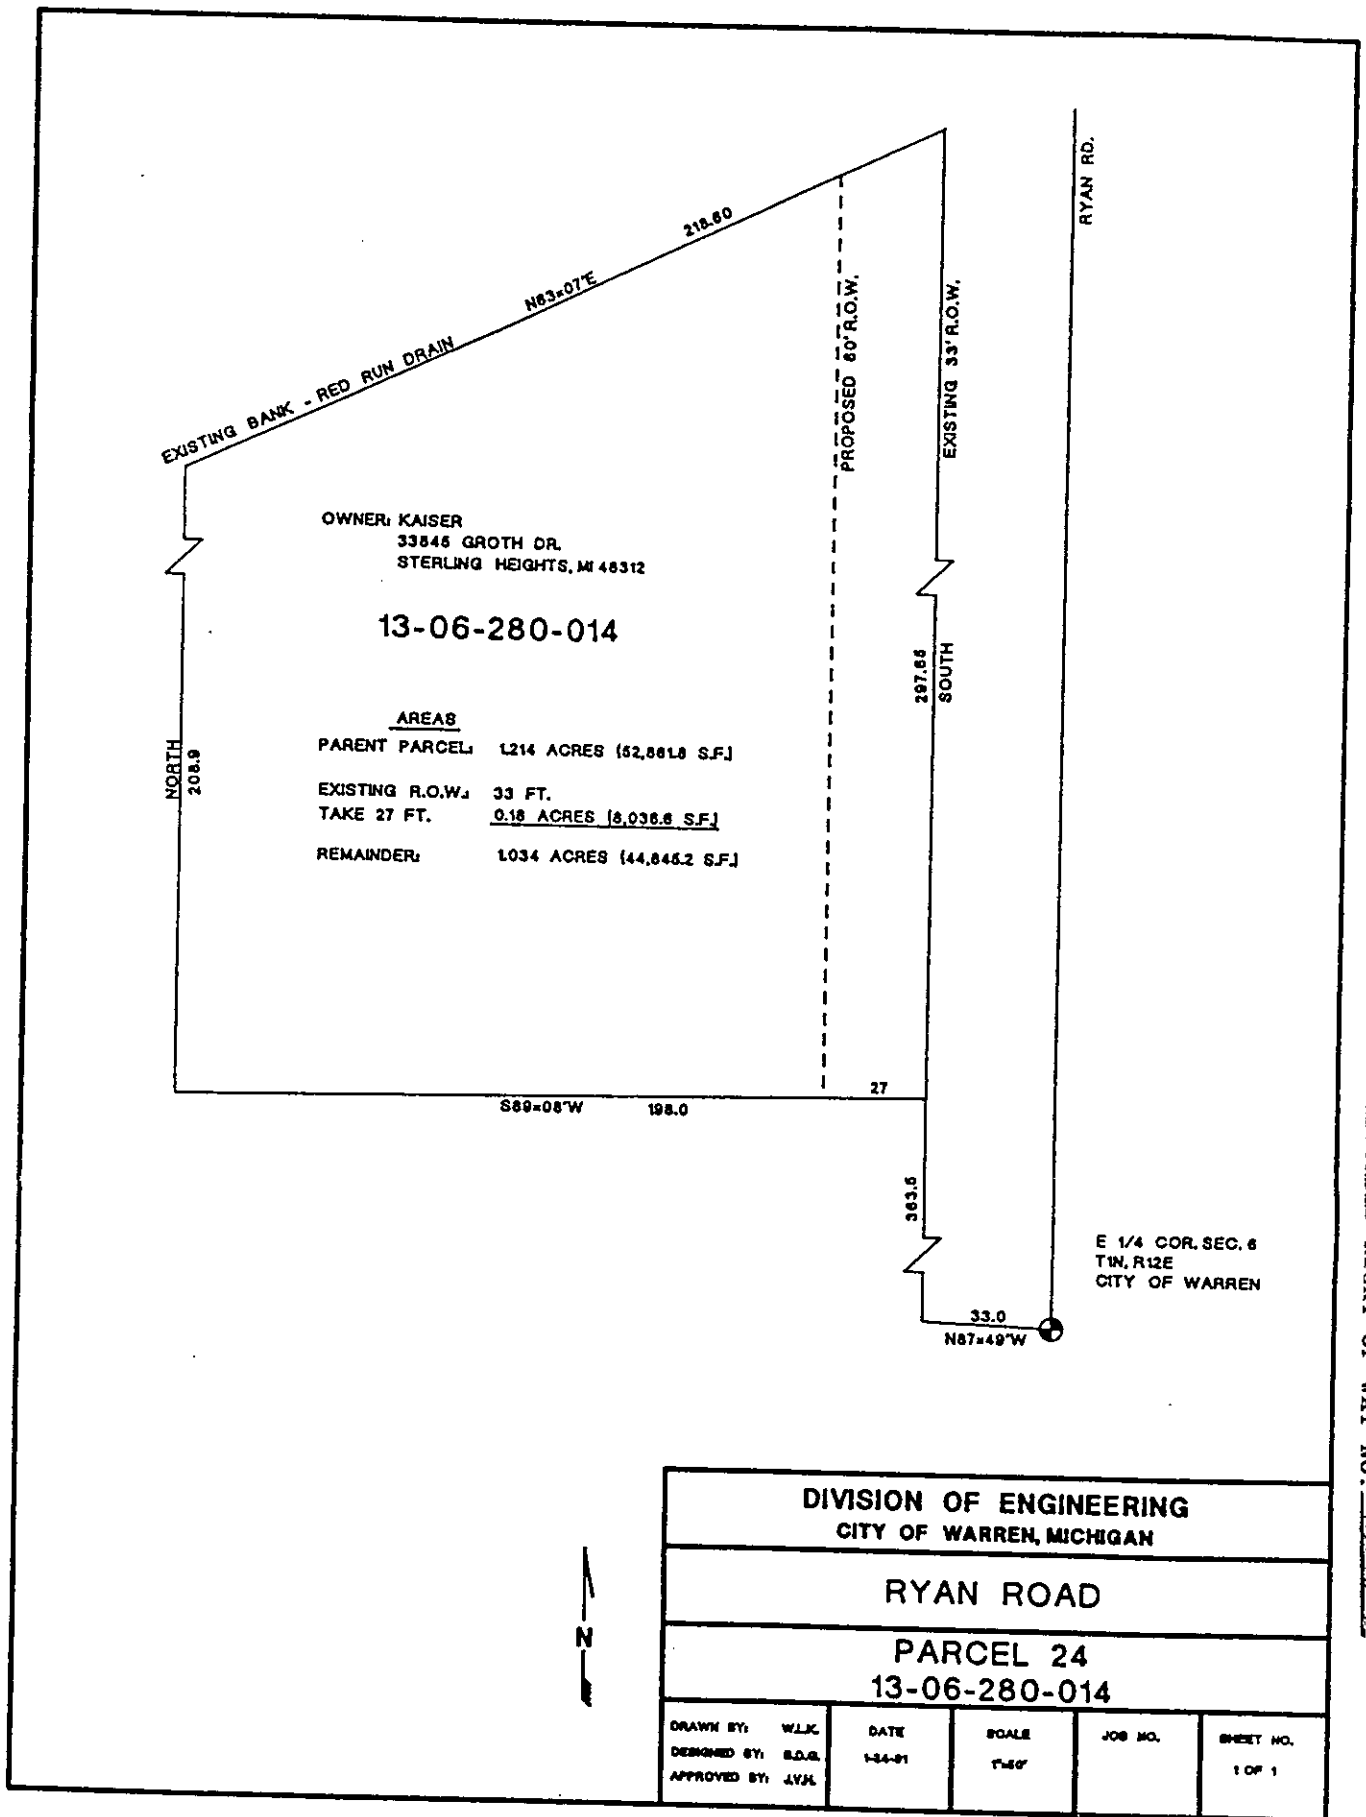 RYAN RD.
218.60
N63°07'E
EXISTING BANK - RED RUN DRAIN
PROPOSED 60' R.O.W.
EXISTING 33' R.O.W.
OWNER: KAISER
33845 GROTH DR.
STERLING HEIGHTS, MI 48312
13-06-280-014
297.65
SOUTH
AREAS
PARENT PARCEL: 1.214 ACRES (52,881.8 S.F.)
NORTH
208.9
EXISTING R.O.W.: 33 FT.
TAKE 27 FT. 0.18 ACRES (8,036.6 S.F.)
REMAINDER: 1.034 ACRES (44,845.2 S.F.)
27
S89°08'W 198.0
363.5
E 1/4 COR. SEC. 6
T1N, R12E
CITY OF WARREN
33.0
N87°49'W
N
DIVISION OF ENGINEERING
CITY OF WARREN, MICHIGAN
RYAN ROAD
PARCEL 24
13-06-280-014
DRAWN BY: W.L.K. DATE SCALE JOB NO. SHEET NO.
DESIGNED BY: S.D.G. 1"=50' 1 OF 1
APPROVED BY: J.V.H.